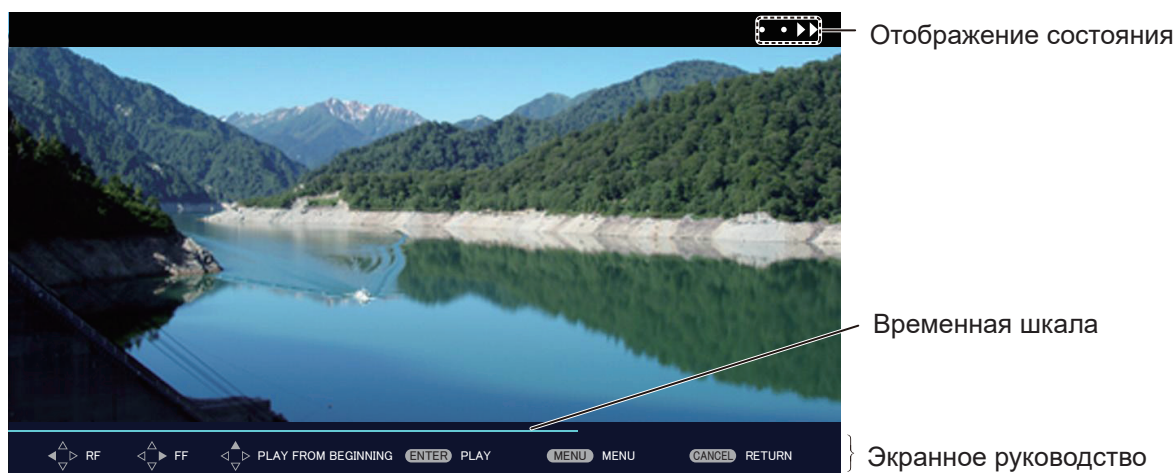 Отображение состояния
Временная шкала
RF FF PLAY FROM BEGINNING ENTER PLAY MENU MENU CANCEL RETURN
Экранное руководство